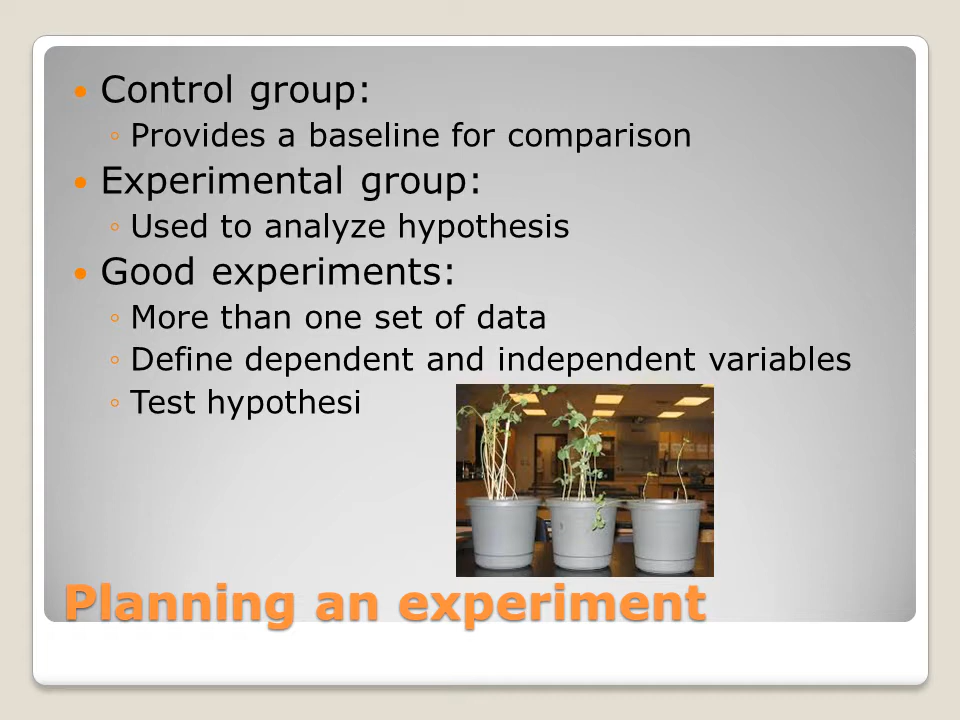 Control group:
Provides a baseline for comparison
Experimental group:
Used to analyze hypothesis
Good experiments:
More than one set of data
Define dependent and independent variables
Test hypothesi
Planning an experiment